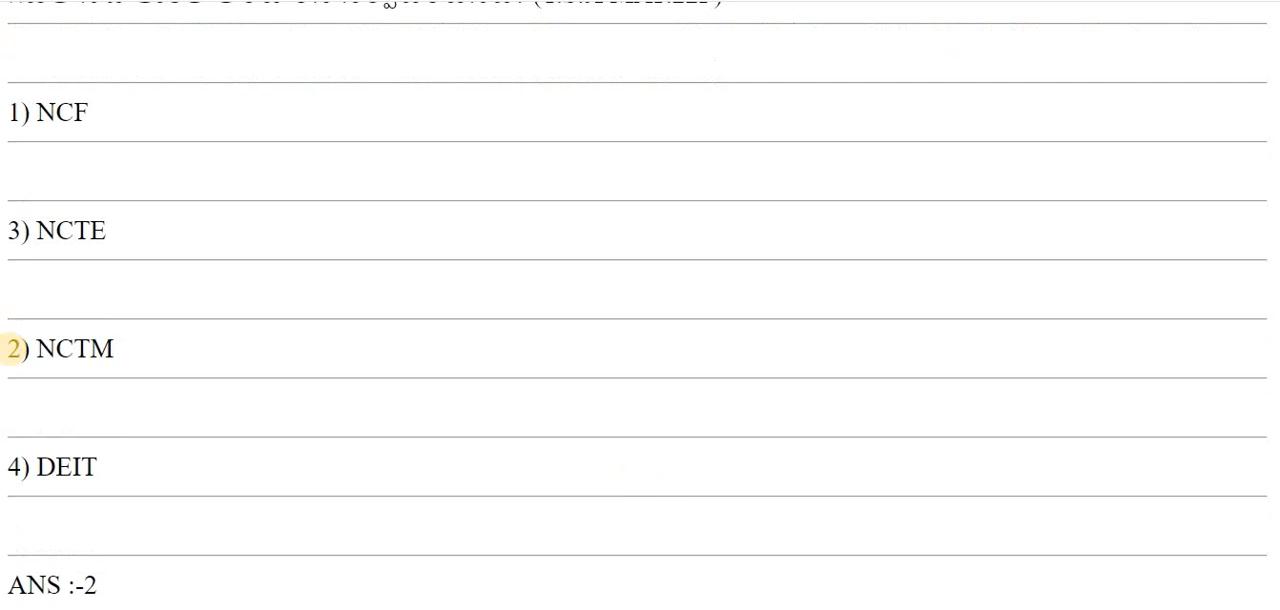 1) NCF
3) NCTE
2) NCTM
4) DEIT
ANS :-2